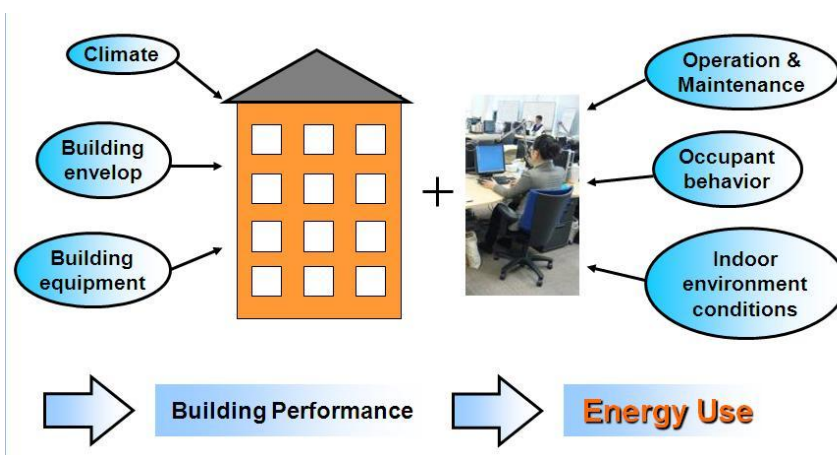 Climate
Building
envelop
Building
equipment
+
Operation &
Maintenance
Occupant
behavior
Indoor
environment
conditions
Building Performance
Energy Use